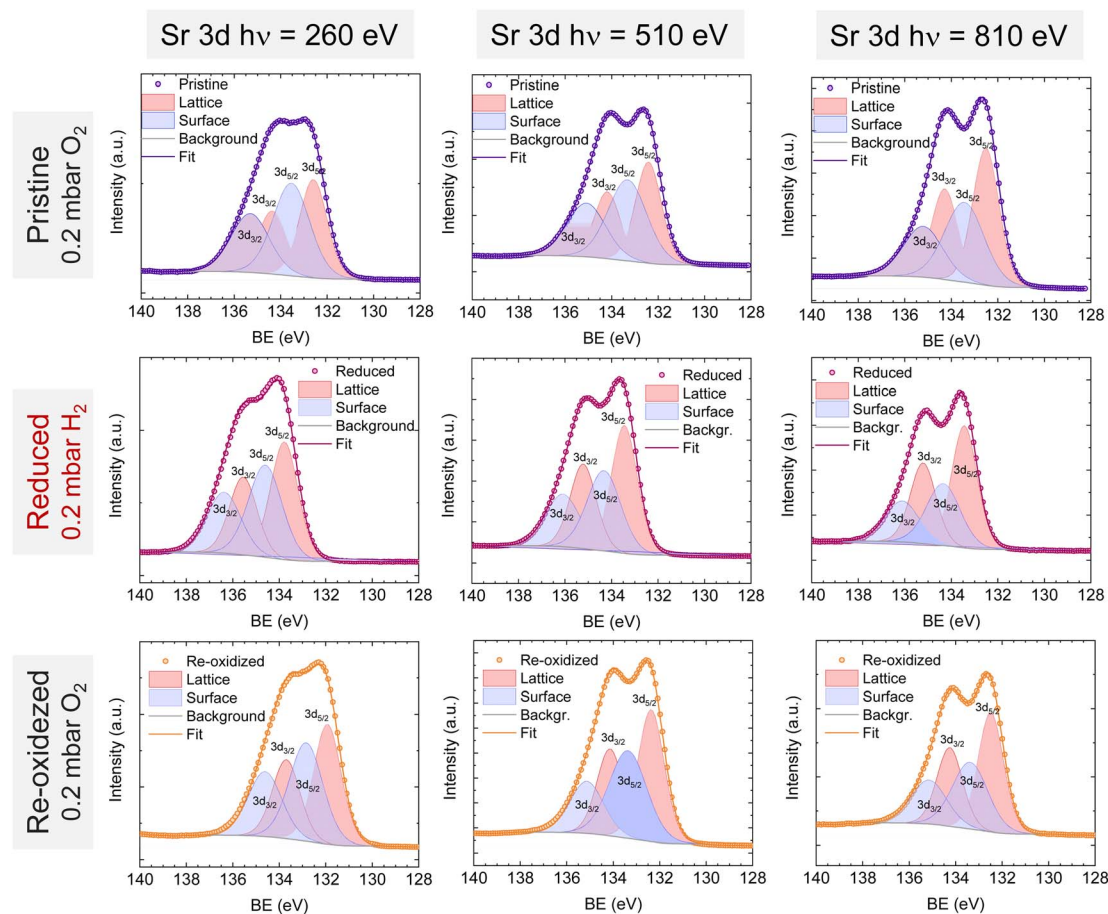 Sr 3d hν = 260 eV
Sr 3d hν = 510 eV
Sr 3d hν = 810 eV
Pristine
0.2 mbar O₂
Intensity (a.u.)
Pristine
Lattice
Surface
Background
Fit
3d₅/₂
3d₅/₂
3d₃/₂
3d₃/₂
140 138 136 134 132 130 128
BE (eV)
Intensity (a.u.)
Pristine
Lattice
Surface
Background
Fit
3d₅/₂
3d₅/₂
3d₃/₂
3d₃/₂
140 138 136 134 132 130 128
BE (eV)
Intensity (a.u.)
Pristine
Lattice
Surface
Background
Fit
3d₅/₂
3d₃/₂
3d₅/₂
3d₃/₂
140 138 136 134 132 130 128
BE (eV)
Reduced
0.2 mbar H₂
Intensity (a.u.)
Reduced
Lattice
Surface
Background
Fit
3d₅/₂
3d₅/₂
3d₃/₂
3d₃/₂
140 138 136 134 132 130 128
BE (eV)
Intensity (a.u.)
Reduced
Lattice
Surface
Backgr.
Fit
3d₅/₂
3d₃/₂
3d₅/₂
3d₃/₂
140 138 136 134 132 130 128
BE (eV)
Intensity (a.u.)
Reduced
Lattice
Surface
Backgr.
Fit
3d₅/₂
3d₃/₂
3d₅/₂
3d₃/₂
140 138 136 134 132 130 128
BE (eV)
Re-oxidezed
0.2 mbar O₂
Intensity (a.u.)
Re-oxidized
Lattice
Surface
Background
Fit
3d₅/₂
3d₃/₂
3d₅/₂
3d₃/₂
140 138 136 134 132 130 128
BE (eV)
Intensity (a.u.)
Re-oxidized
Lattice
Surface
Backgr.
Fit
3d₅/₂
3d₃/₂
3d₅/₂
3d₃/₂
140 138 136 134 132 130 128
BE (eV)
Intensity (a.u.)
Re-oxidized
Lattice
Surface
Backgr.
Fit
3d₅/₂
3d₃/₂
3d₅/₂
3d₃/₂
140 138 136 134 132 130 128
BE (eV)